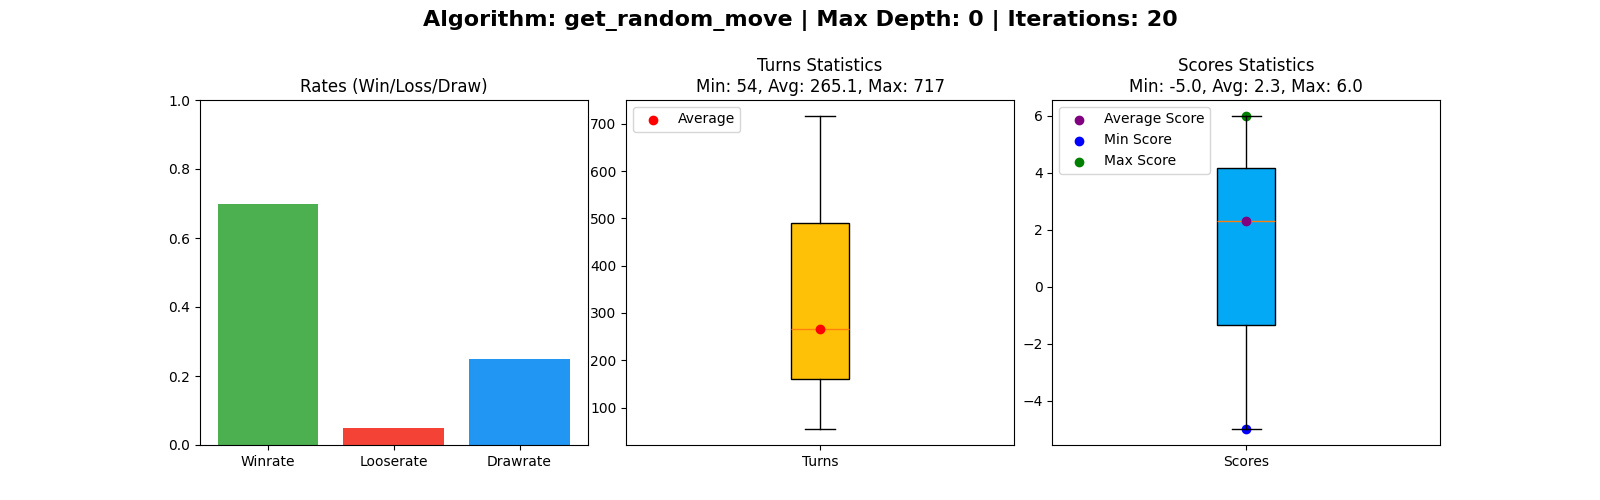 Algorithm: get_random_move | Max Depth: 0 | Iterations: 20
Rates (Win/Loss/Draw)
1.0
0.8
0.6
0.4
0.2
0.0
Winrate
Looserate
Drawrate
Turns Statistics
Min: 54, Avg: 265.1, Max: 717
Average
700
600
500
400
300
200
100
Turns
Scores Statistics
Min: -5.0, Avg: 2.3, Max: 6.0
Average Score
Min Score
Max Score
6
4
2
0
−2
−4
Scores